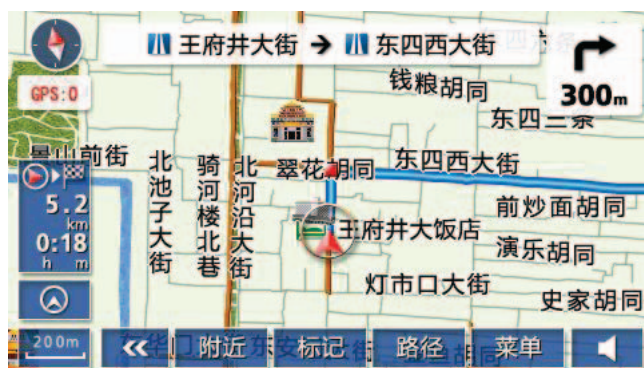 王府井大街 → 东四西大街
300m
GPS:0
钱粮胡同
东四三条
景山前街
翠花胡同
东四西大街
北池子大街
骑河楼北巷
北河沿大街
5.2
km
0:18
h m
前炒面胡同
王府井大饭店
演乐胡同
灯市口大街
史家胡同
200m
附近
标记
路径
菜单